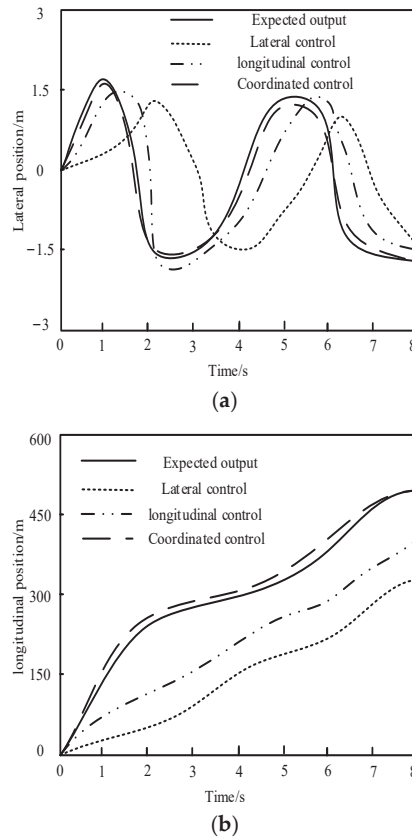 3
Expected output
Lateral control
longitudinal control
Coordinated control
1.5
0
−1.5
−3
Lateral position/m
0 1 2 3 4 5 6 7 8
Time/s
(a)
600
Expected output
Lateral control
450
longitudinal control
Coordinated control
300
150
0
longitudinal position/m
0 1 2 3 4 5 6 7 8
Time/s
(b)